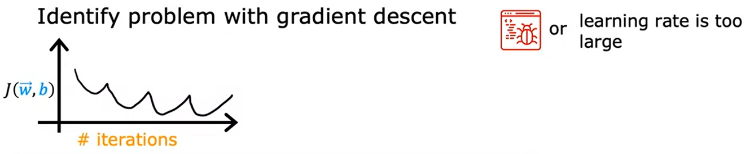 Identify problem with gradient descent
or learning rate is too
large
J(w⃗,b)
# iterations